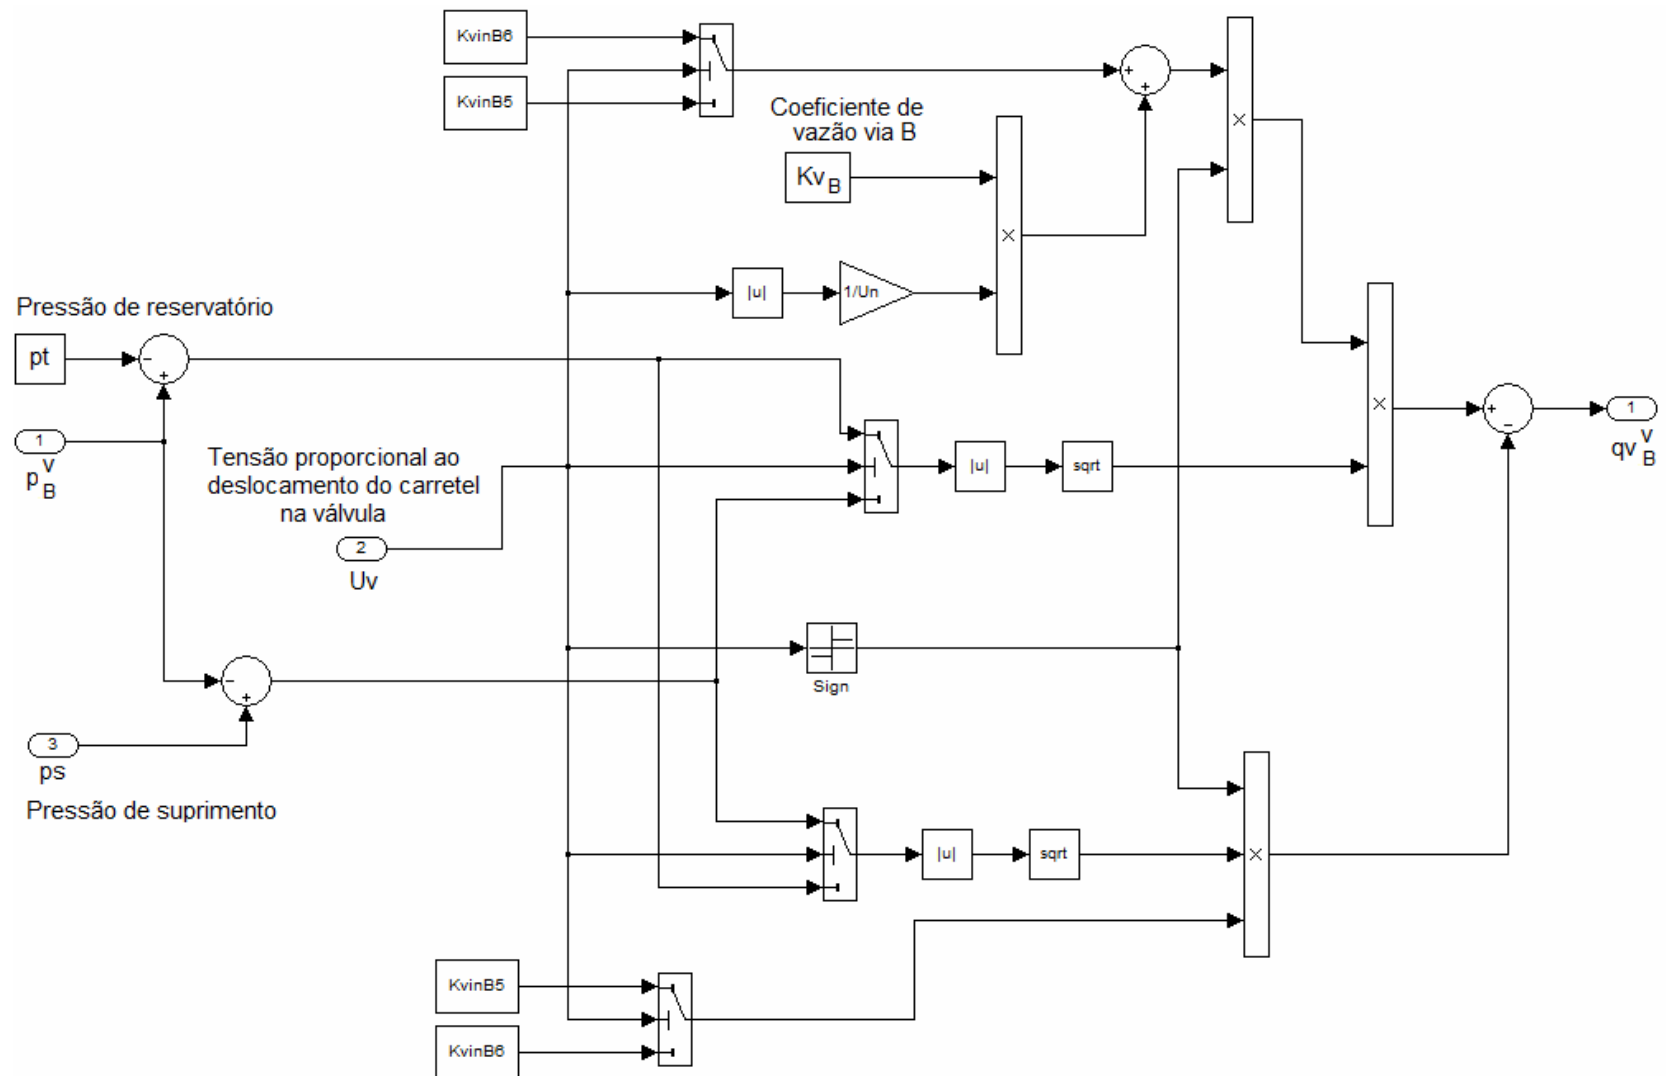 KvinB6
KvinB5
Coeficiente de
vazão via B
Kv B
×
+
+
×
|u|
1/Un
Pressão de reservatório
pt
-
+
1
p v B
Tensão proporcional ao
deslocamento do carretel
na válvula
2
Uv
|u|
sqrt
×
+
-
1
qv v B
Sign
-
+
3
ps
Pressão de suprimento
|u|
sqrt
×
KvinB5
KvinB6